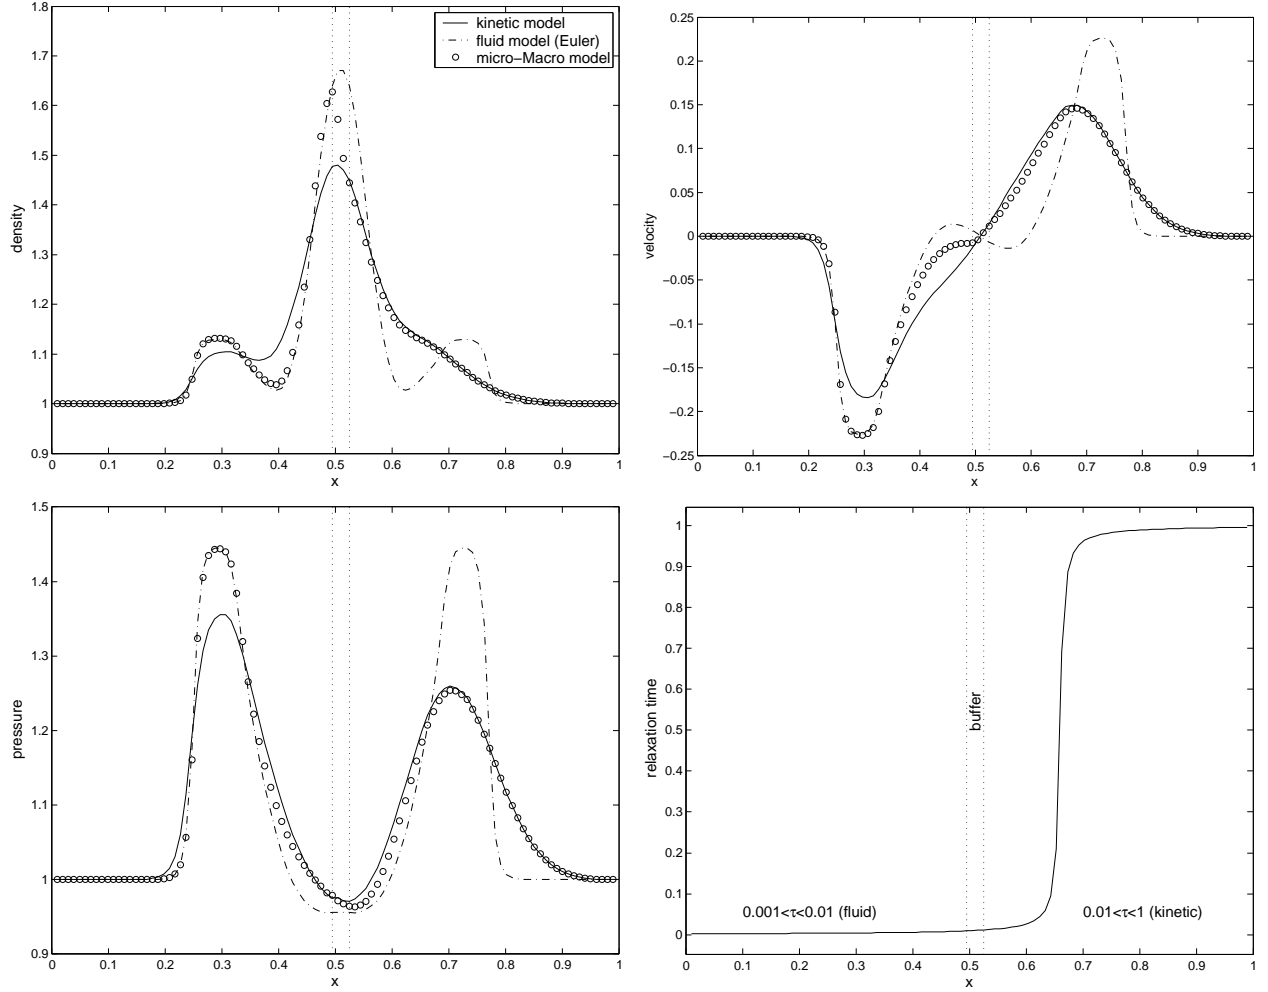 1.8
1.7
1.6
1.5
1.4
1.3
1.2
1.1
1
0.9
density
kinetic model
fluid model (Euler)
micro−Macro model
0 0.1 0.2 0.3 0.4 0.5 0.6 0.7 0.8 0.9 1
x
0.25
0.20
0.15
0.10
0.05
0
−0.05
−0.1
−0.15
−0.2
−0.25
velocity
0 0.1 0.2 0.3 0.4 0.5 0.6 0.7 0.8 0.9 1
x
1.5
1.4
1.3
1.2
1.1
1
0.9
pressure
0 0.1 0.2 0.3 0.4 0.5 0.6 0.7 0.8 0.9 1
x
1
0.9
0.8
0.7
0.6
0.5
0.4
0.3
0.2
0.1
0
relaxation time
buffer
0.001<τ<0.01 (fluid)
0.01<τ<1 (kinetic)
0 0.1 0.2 0.3 0.4 0.5 0.6 0.7 0.8 0.9 1
x